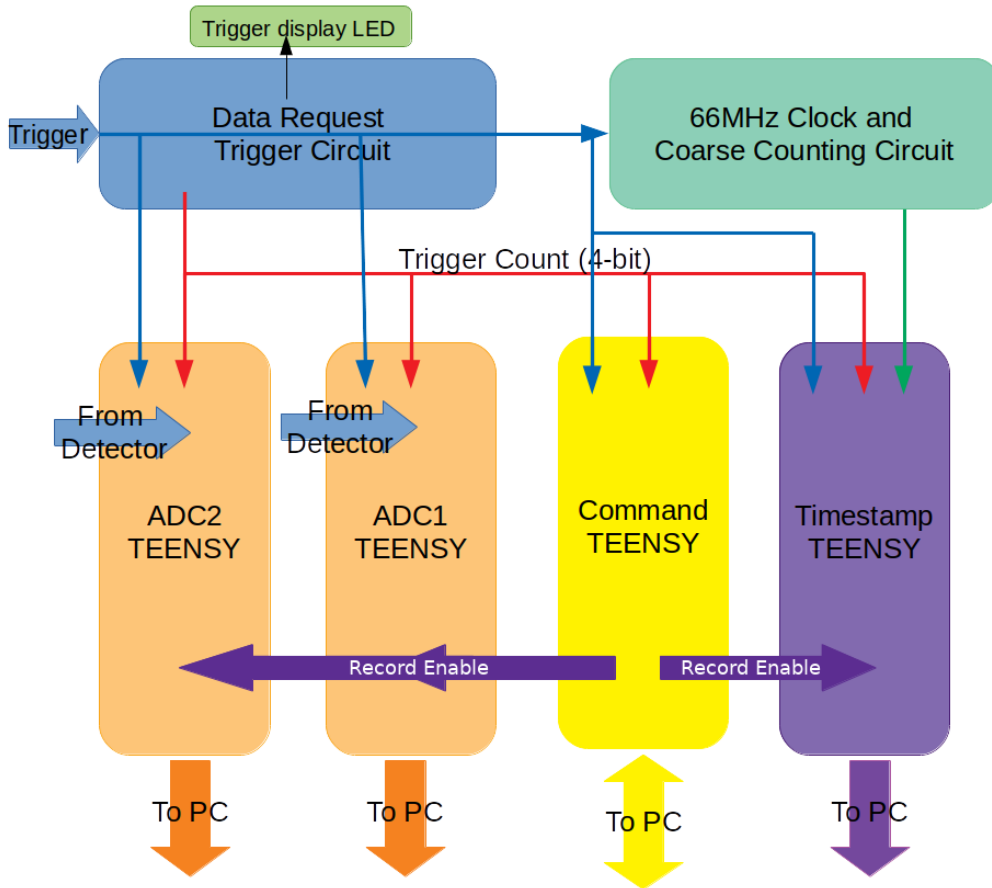 Trigger display LED
Trigger
Data Request
Trigger Circuit
66MHz Clock and
Coarse Counting Circuit
Trigger Count (4-bit)
From
Detector
From
Detector
ADC2
TEENSY
ADC1
TEENSY
Command
TEENSY
Timestamp
TEENSY
Record Enable
Record Enable
To PC
To PC
To PC
To PC